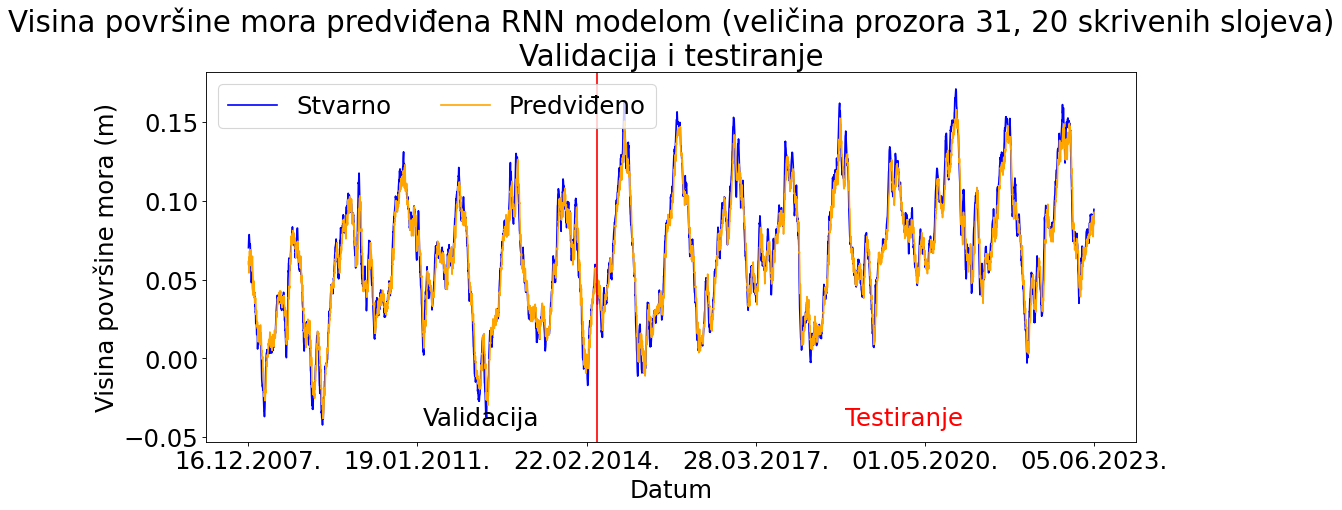 Visina površine mora predviđena RNN modelom (veličina prozora 31, 20 skrivenih slojeva)
Validacija i testiranje
Stvarno Predviđeno
Visina površine mora (m)
0.15
0.10
0.05
0.00
−0.05
Validacija Testiranje
16.12.2007. 19.01.2011. 22.02.2014. 28.03.2017. 01.05.2020. 05.06.2023.
Datum